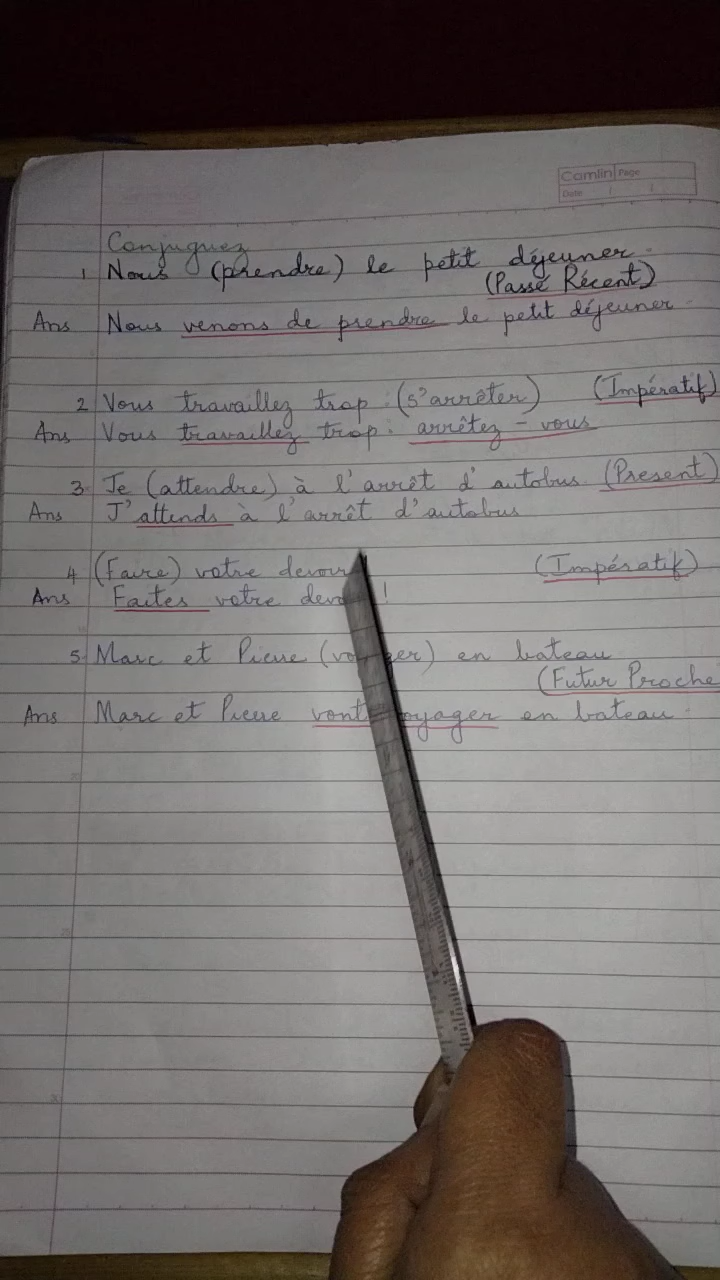 Camlin Page
Date
Conjuguez
1 Nous (prendre) le petit déjeuner.
(Passé Récent)
Ans Nous venons de prendre le petit déjeuner.
2 Vous travaillez trop : (s'arrêter) (Impératif)
Ans Vous travaillez trop : arrêtez - vous
3. Je (attendre) à l'arrêt d'autobus. (Present)
Ans J'attends à l'arrêt d'autobus
4 (Faire) votre devoir (Impératif)
Ans Faites votre !
5. Marc et Pierre en bateau
(Futur Proche
Ans Marc et Pierre vont voyager en bateau.